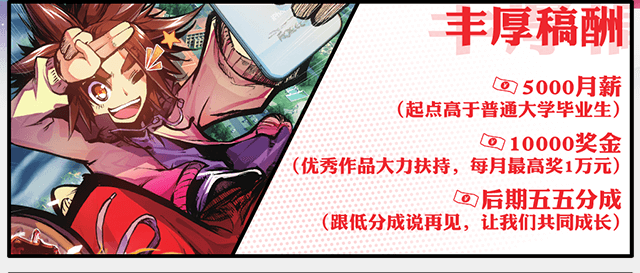 丰厚稿酬
5000月薪
（起点高于普通大学毕业生）
10000奖金
（优秀作品大力扶持，每月最高奖1万元）
后期五五分成
（跟低分成说再见，让我们共同成长）